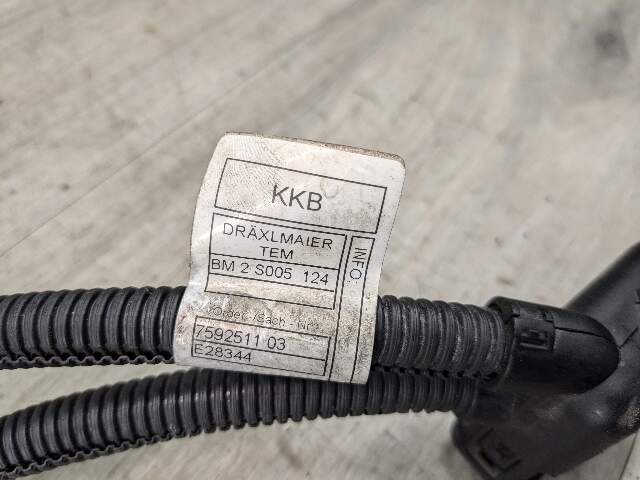 KKB
DRÄXLMAIER
TEM
BM 2 S005 124
INFO:
7592511 03
E28344